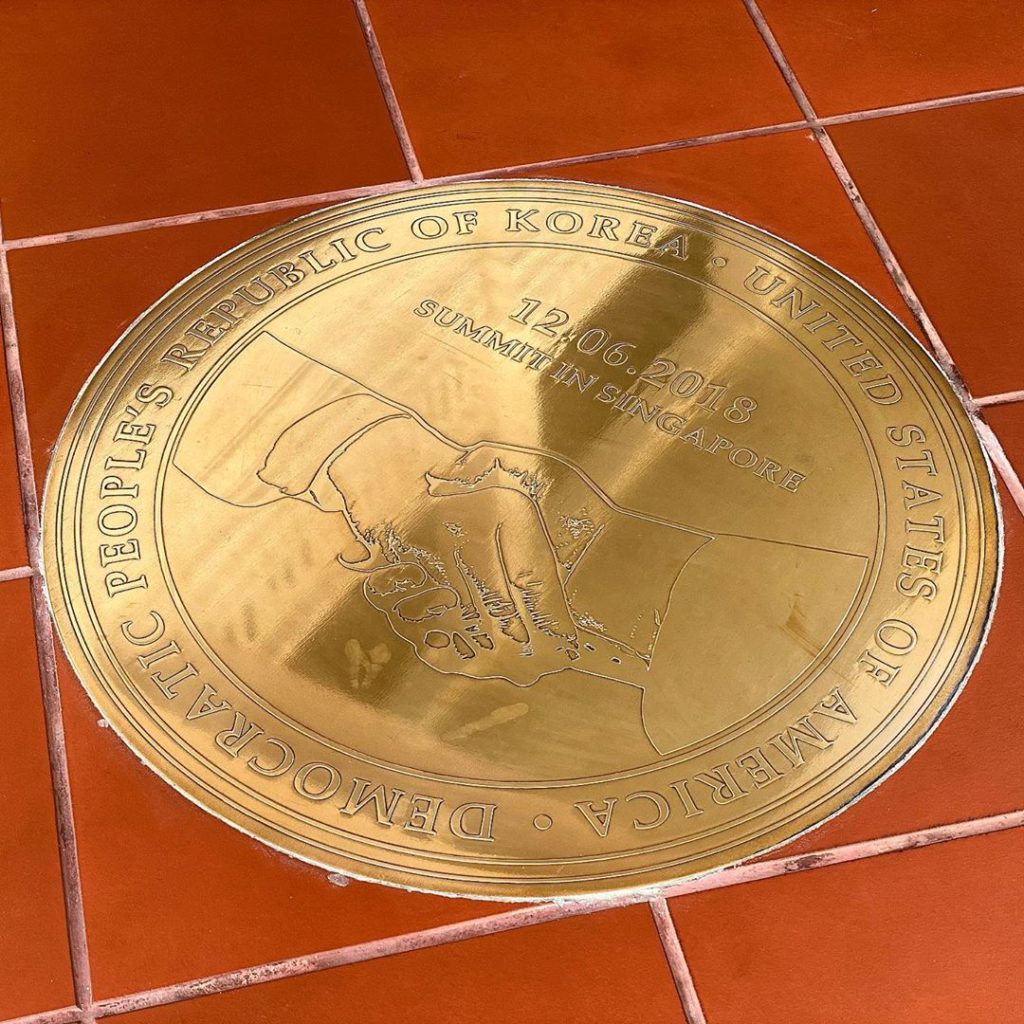 DEMOCRATIC PEOPLE'S REPUBLIC OF KOREA · UNITED STATES OF AMERICA ·
12.06.2018
SUMMIT IN SINGAPORE